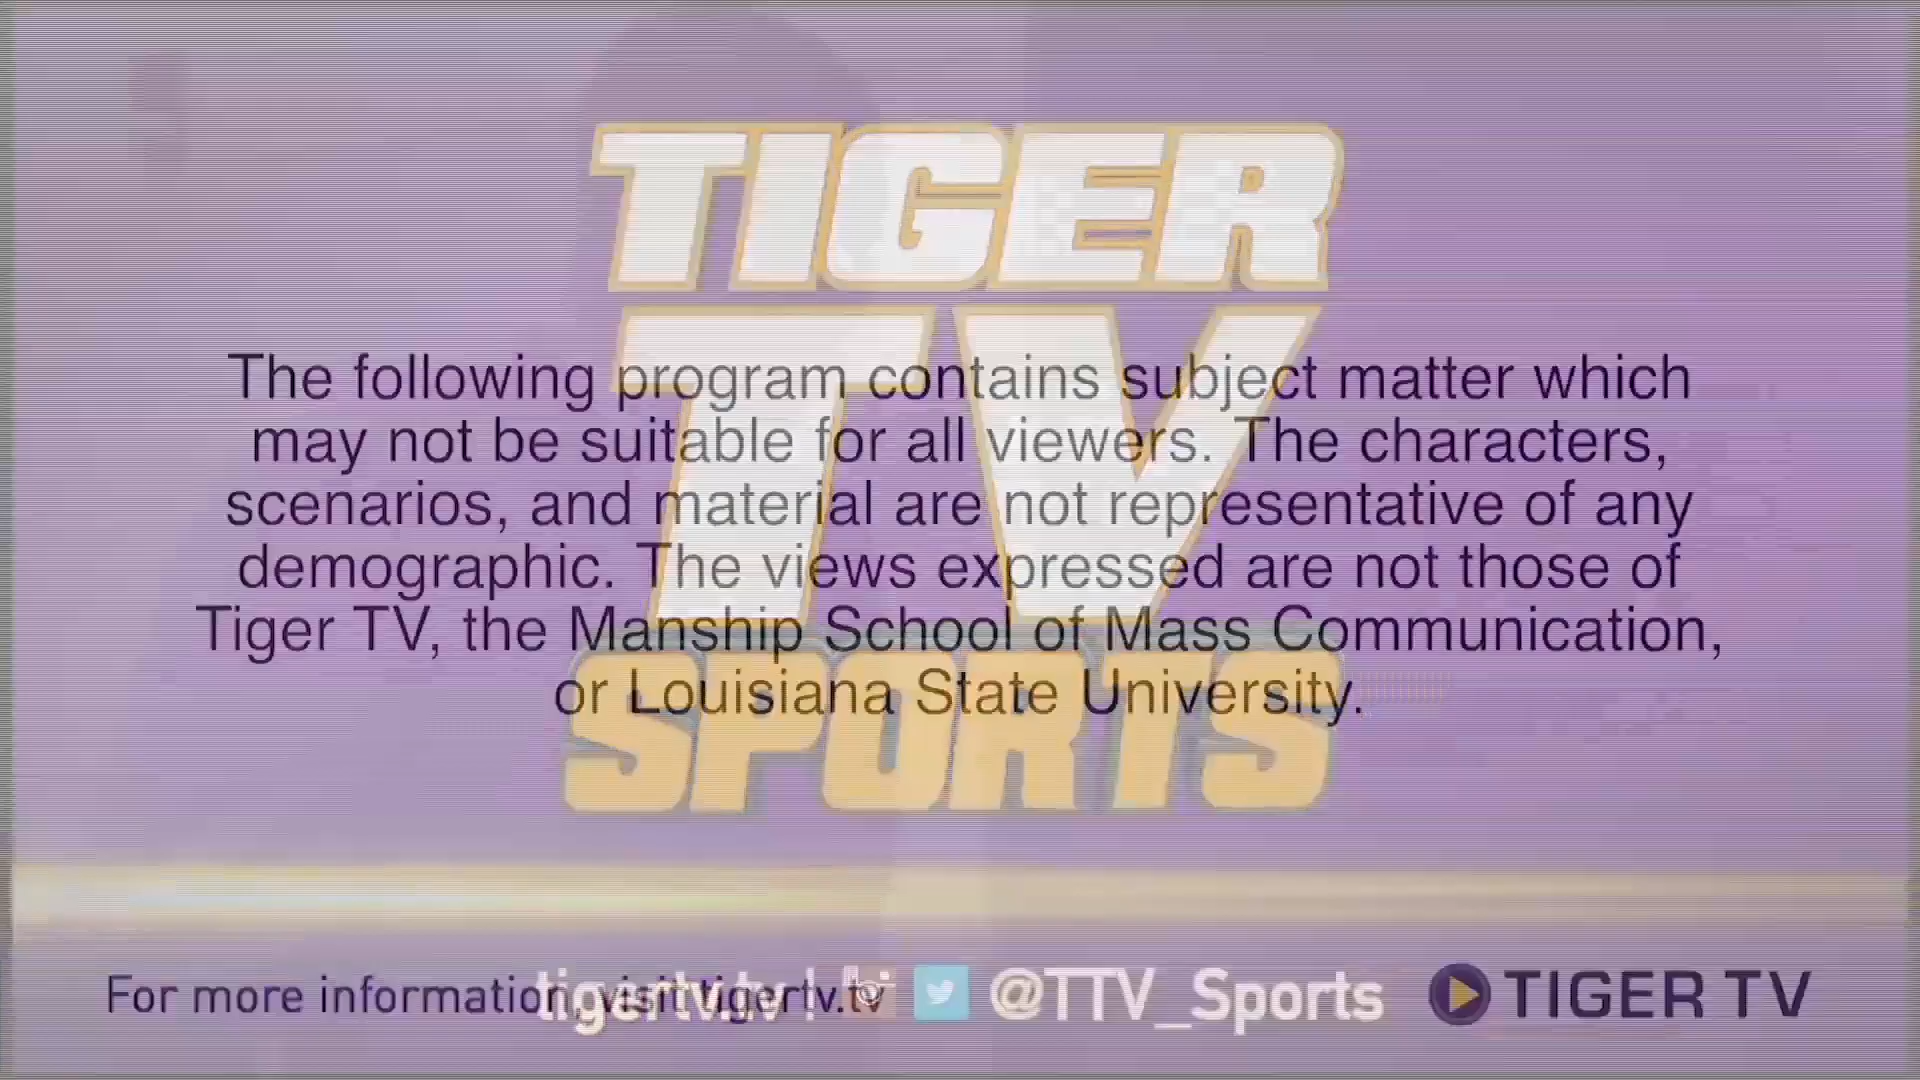 TIGER
TV
SPORTS
The following program contains subject matter which
may not be suitable for all viewers. The characters,
scenarios, and material are not representative of any
demographic. The views expressed are not those of
Tiger TV, the Manship School of Mass Communication,
or Louisiana State University.
For more information, visit tigertv.tv
tigertv.tv
@TTV_Sports
TIGER TV